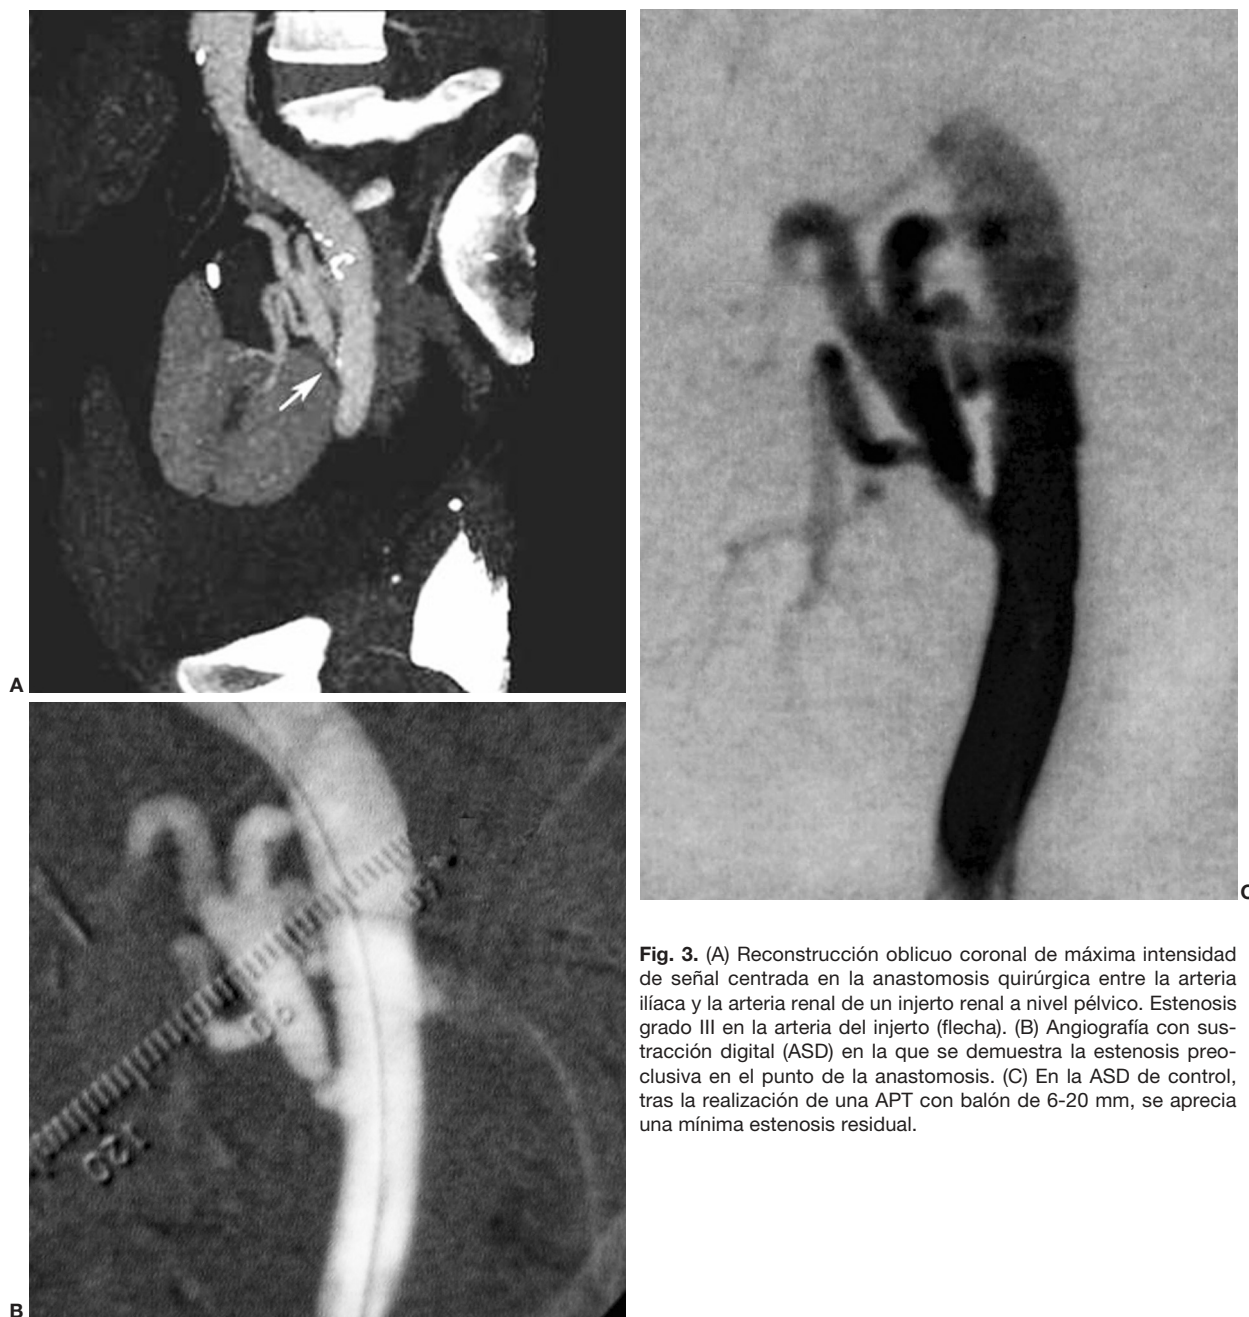 A
B
C
Fig. 3. (A) Reconstrucción oblicuo coronal de máxima intensidad
de señal centrada en la anastomosis quirúrgica entre la arteria
ilíaca y la arteria renal de un injerto renal a nivel pélvico. Estenosis
grado III en la arteria del injerto (flecha). (B) Angiografía con sus-
tracción digital (ASD) en la que se demuestra la estenosis preo-
clusiva en el punto de la anastomosis. (C) En la ASD de control,
tras la realización de una APT con balón de 6-20 mm, se aprecia
una mínima estenosis residual.
120